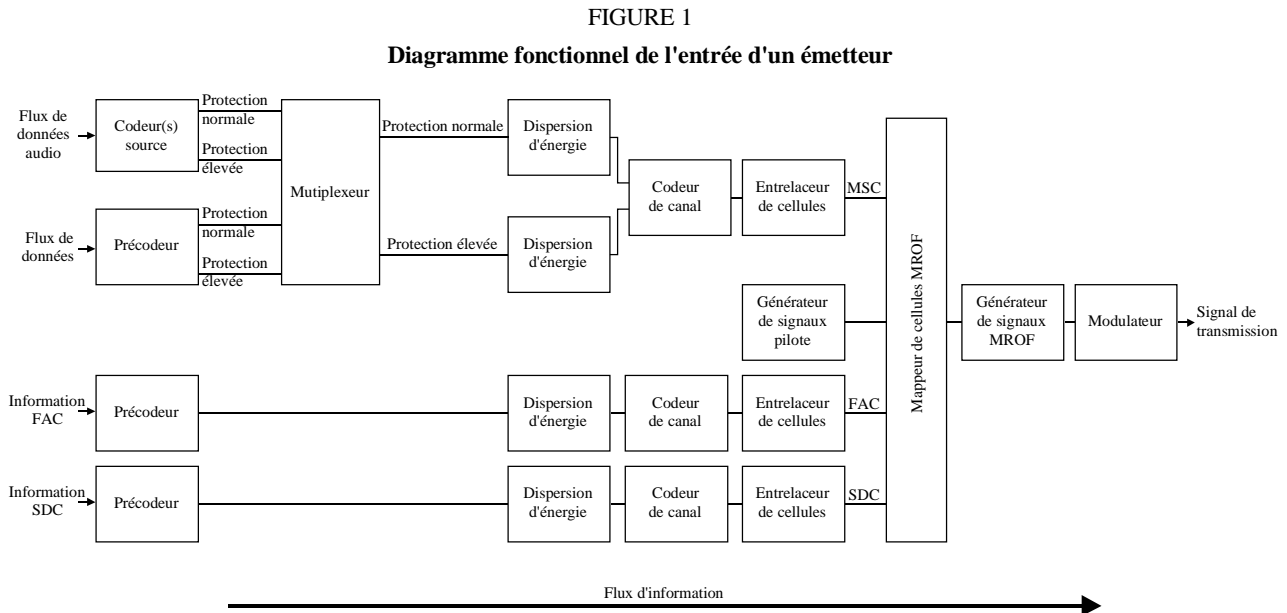 FIGURE 1
Diagramme fonctionnel de l'entrée d'un émetteur
Flux de
données
audio
Codeur(s)
source
Protection
normale
Protection
élevée
Flux de
données
Précodeur
Protection
normale
Protection
élevée
Mutiplexeur
Protection normale
Protection élevée
Dispersion
d'énergie
Dispersion
d'énergie
Codeur
de canal
Entrelaceur
de cellules
MSC
Générateur
de signaux
pilote
Information
FAC
Précodeur
Dispersion
d'énergie
Codeur
de canal
Entrelaceur
de cellules
FAC
Information
SDC
Précodeur
Dispersion
d'énergie
Codeur
de canal
Entrelaceur
de cellules
SDC
Mappeur de cellules MROF
Générateur
de signaux
MROF
Modulateur
Signal de
transmission
Flux d'information